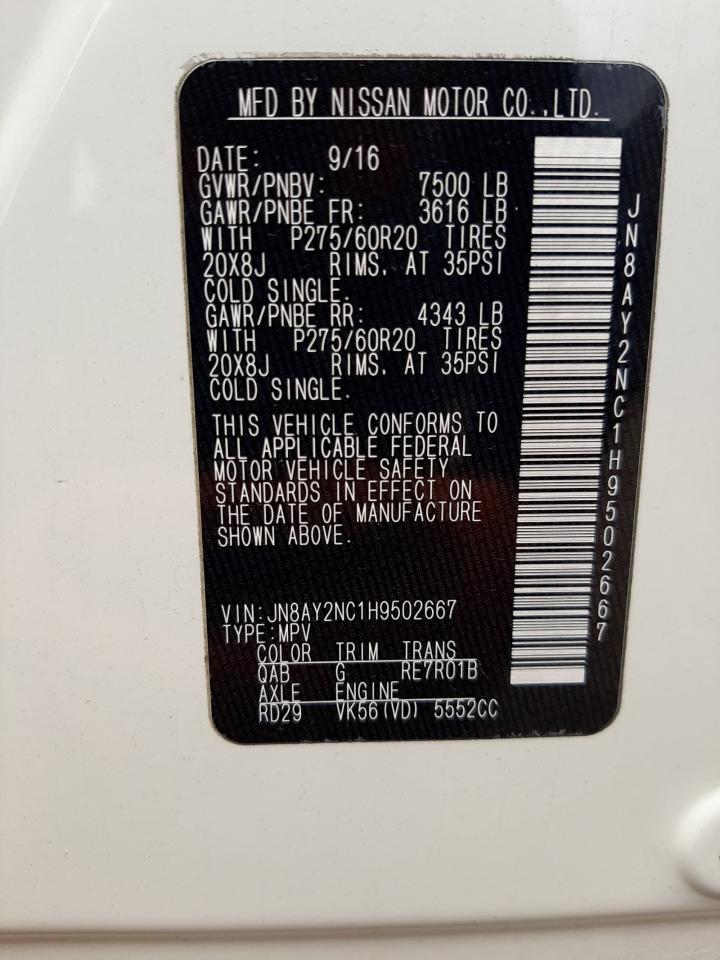 MFD BY NISSAN MOTOR CO.,LTD.
DATE: 9/16
GVWR/PNBV: 7500 LB
GAWR/PNBE FR: 3616 LB
WITH P275/60R20 TIRES
20X8J RIMS, AT 35PSI
COLD SINGLE.
GAWR/PNBE RR: 4343 LB
WITH P275/60R20 TIRES
20X8J RIMS, AT 35PSI
COLD SINGLE.
THIS VEHICLE CONFORMS TO
ALL APPLICABLE FEDERAL
MOTOR VEHICLE SAFETY
STANDARDS IN EFFECT ON
THE DATE OF MANUFACTURE
SHOWN ABOVE.
VIN:JN8AY2NC1H9502667
TYPE:MPV
COLOR TRIM TRANS
QAB G RE7R01B
AXLE ENGINE
RD29 VK56(VD) 5552CC
JN8AY2NC1H9502667